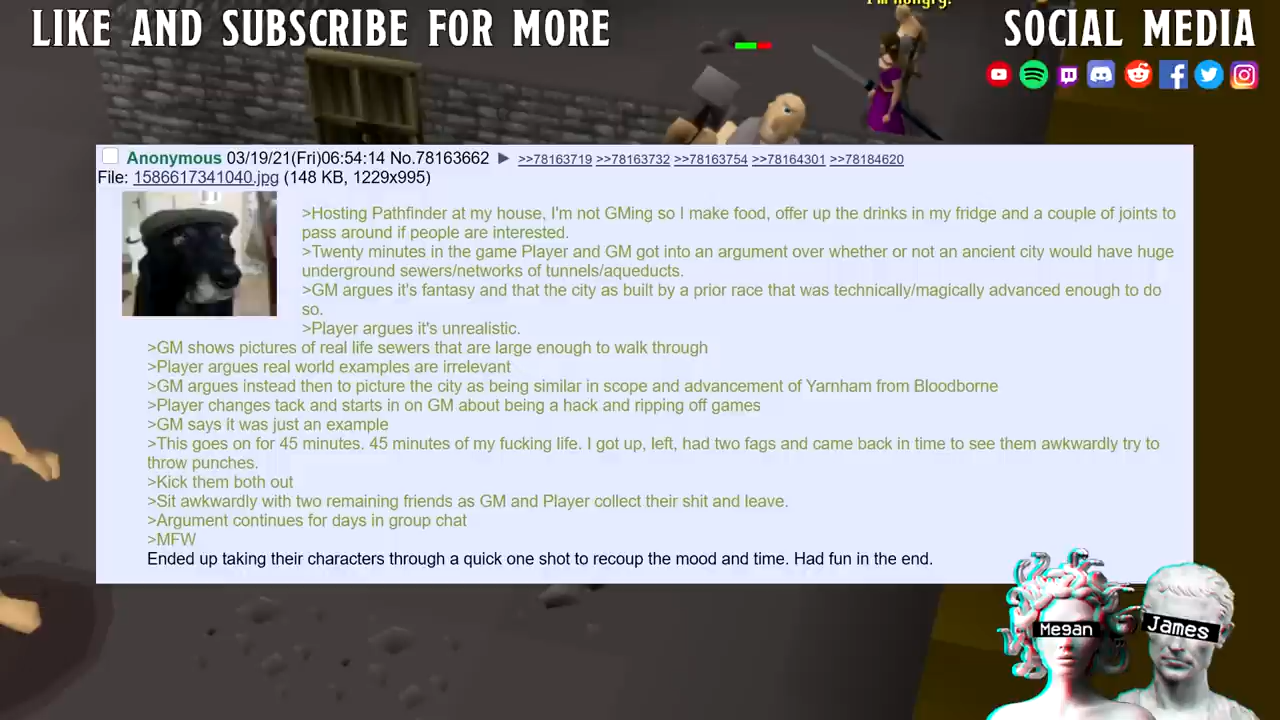 I'm hungry!
LIKE AND SUBSCRIBE FOR MORE
SOCIAL MEDIA
Anonymous 03/19/21(Fri)06:54:14 No.78163662 ▶ >>78163719 >>78163732 >>78163754 >>78164301 >>78184620
File: 1586617341040.jpg (148 KB, 1229x995)
>Hosting Pathfinder at my house, I'm not GMing so I make food, offer up the drinks in my fridge and a couple of joints to
pass around if people are interested.
>Twenty minutes in the game Player and GM got into an argument over whether or not an ancient city would have huge
underground sewers/networks of tunnels/aqueducts.
>GM argues it's fantasy and that the city as built by a prior race that was technically/magically advanced enough to do
so.
>Player argues it's unrealistic.
>GM shows pictures of real life sewers that are large enough to walk through
>Player argues real world examples are irrelevant
>GM argues instead then to picture the city as being similar in scope and advancement of Yarnham from Bloodborne
>Player changes tack and starts in on GM about being a hack and ripping off games
>GM says it was just an example
>This goes on for 45 minutes. 45 minutes of my fucking life. I got up, left, had two fags and came back in time to see them awkwardly try to
throw punches.
>Kick them both out
>Sit awkwardly with two remaining friends as GM and Player collect their shit and leave.
>Argument continues for days in group chat
>MFW
Ended up taking their characters through a quick one shot to recoup the mood and time. Had fun in the end.
Megan
James